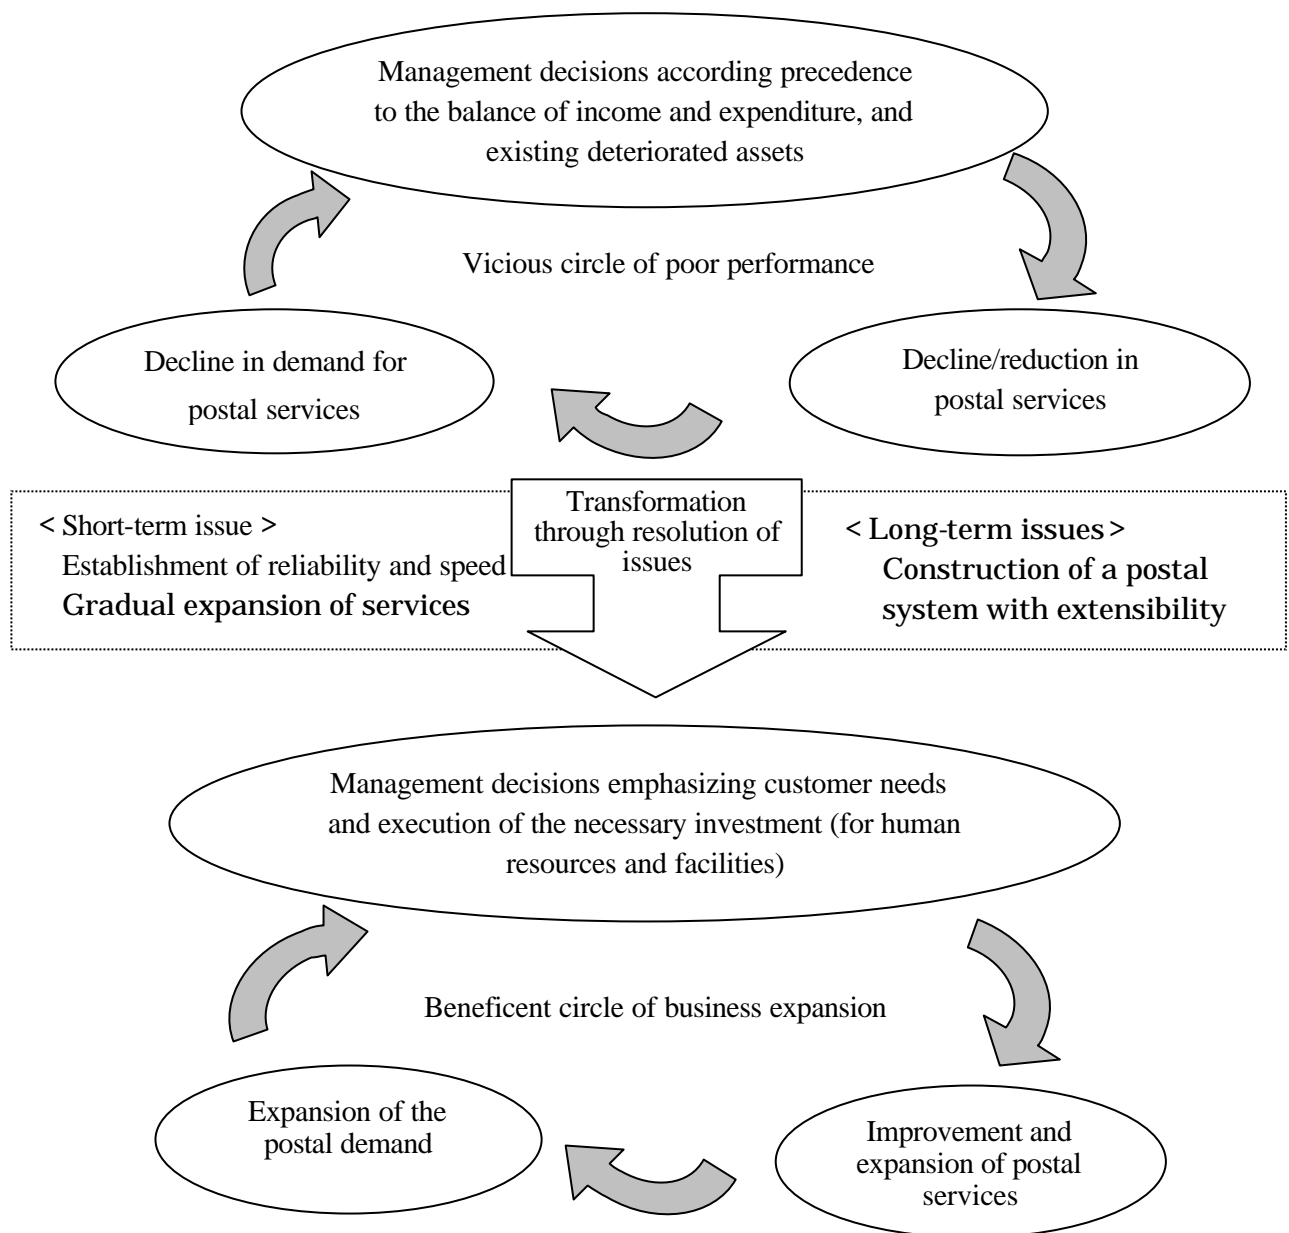 Management decisions according precedence
to the balance of income and expenditure, and
existing deteriorated assets
Vicious circle of poor performance
Decline in demand for
postal services
Decline/reduction in
postal services
Transformation
through resolution of
issues
< Short-term issue >
Establishment of reliability and speed
Gradual expansion of services
< Long-term issues >
Construction of a postal
system with extensibility
Management decisions emphasizing customer needs
and execution of the necessary investment (for human
resources and facilities)
Beneficent circle of business expansion
Expansion of the
postal demand
Improvement and
expansion of postal
services